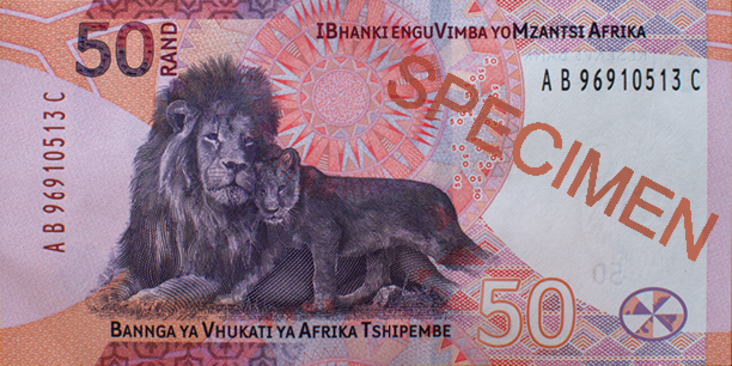 50
RAND
IBHANKI ENGUVIMBA YOMZANTSI AFRIKA
A B 96910513 C
A B 96910513 C
SPECIMEN
BANNGA YA VHUKATI YA AFRIKA TSHIPEMBE
50